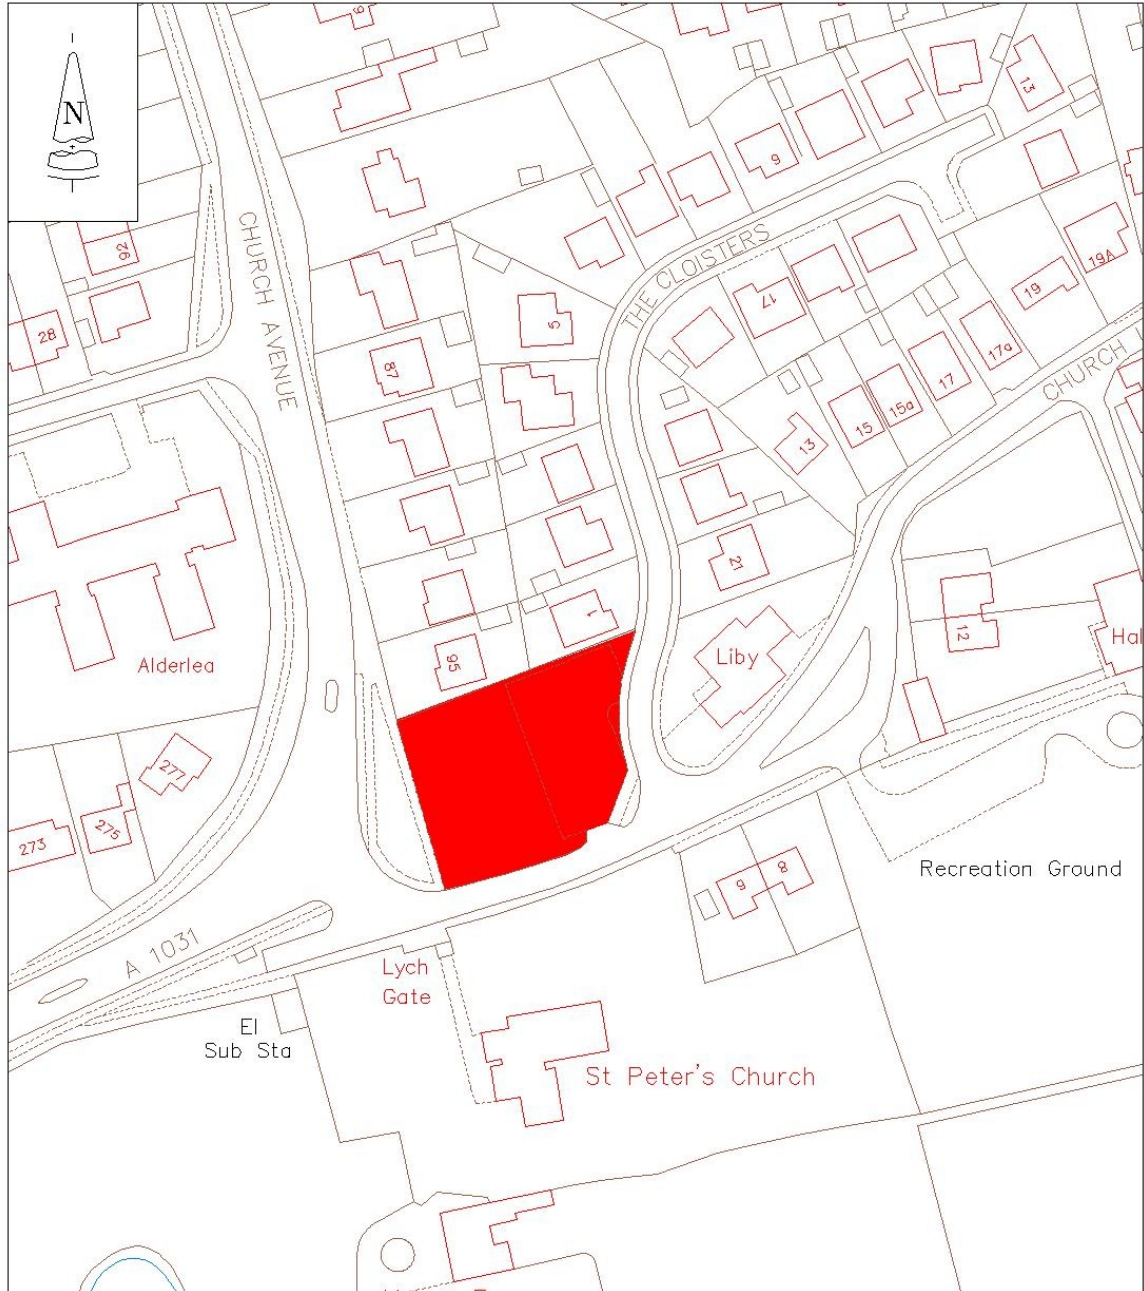 N
9
13
92
CHURCH AVENUE
THE CLOISTERS
19A
19
17
28
5
87
17a
17
15a
15
13
CHURCH
21
1
12
Liby
Hal
95
Alderlea
277
275
273
Recreation Ground
9
8
A 1031
Lych
Gate
El
Sub Sta
St Peter's Church